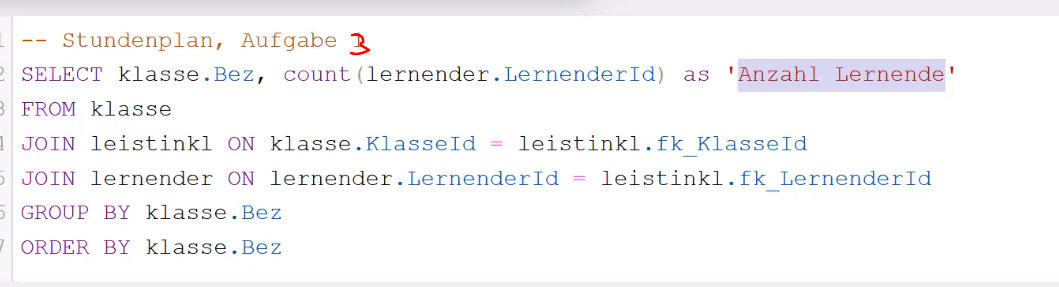 1 -- Stundenplan, Aufgabe 3
2 SELECT klasse.Bez, count(lernender.LernenderId) as 'Anzahl Lernende'
3 FROM klasse
4 JOIN leistinkl ON klasse.KlasseId = leistinkl.fk_KlasseId
5 JOIN lernender ON lernender.LernenderId = leistinkl.fk_LernenderId
6 GROUP BY klasse.Bez
7 ORDER BY klasse.Bez